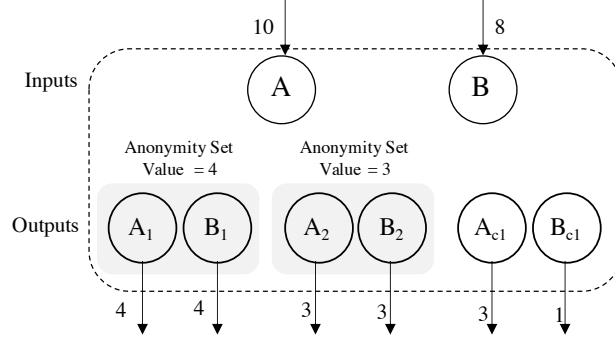 10 8
Inputs A B
Anonymity Set
Value = 4
Anonymity Set
Value = 3
Outputs A1 B1 A2 B2 Ac1 Bc1
4 4 3 3 3 1